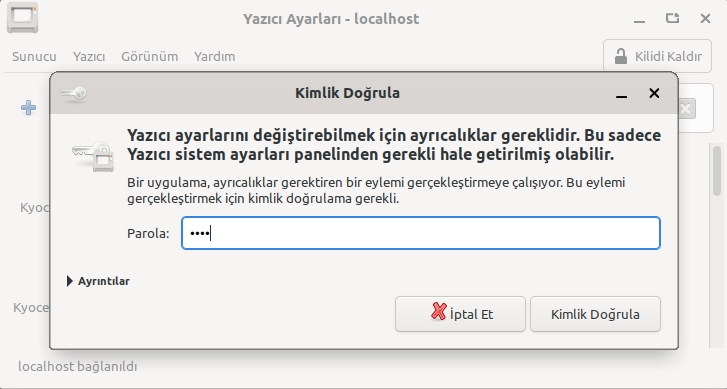 Yazıcı Ayarları - localhost
Sunucu Yazıcı Görünüm Yardım
Kilidi Kaldır
Kimlik Doğrula
Yazıcı ayarlarını değiştirebilmek için ayrıcalıklar gereklidir. Bu sadece
Yazıcı sistem ayarları panelinden gerekli hale getirilmiş olabilir.
Bir uygulama, ayrıcalıklar gerektiren bir eylemi gerçekleştirmeye çalışıyor. Bu eylemi
gerçekleştirmek için kimlik doğrulama gerekli.
Kyoc
Parola: ••••
Ayrıntılar
Kyoce
İptal Et Kimlik Doğrula
localhost bağlanıldı